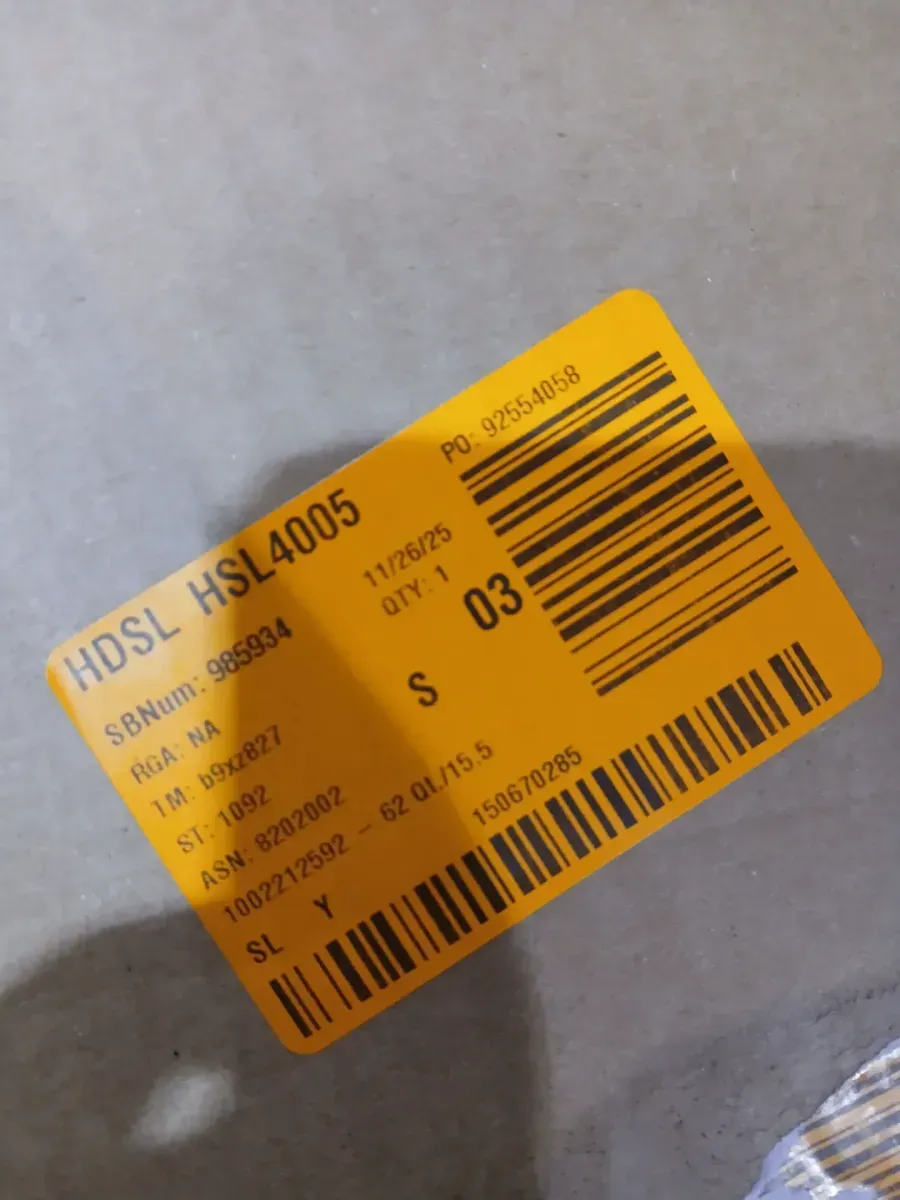 HDSL HSL4005
PO: 92554058
SBNum: 985934
11/26/25
RGA: NA
QTY: 1
03
TM: b9xz827
S
ST: 1092
ASN: 8202002
1002212592 - 62 QL/15.5
150670285
SL Y